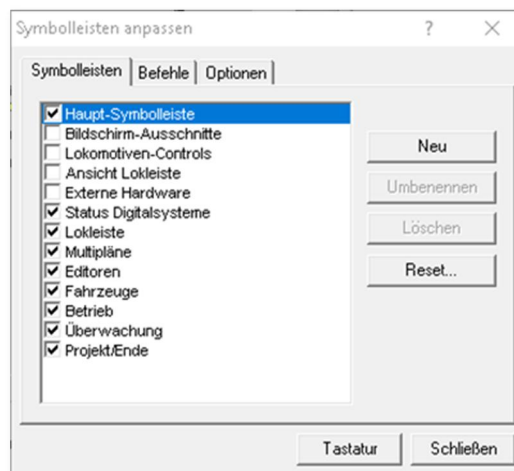 Symbolleisten anpassen ?
Symbolleisten Befehle Optionen
Haupt-Symbolleiste
Bildschirm-Ausschnitte
Lokomotiven-Controls
Ansicht Lokleiste
Externe Hardware
Status Digitalsysteme
Lokleiste
Multipläne
Editoren
Fahrzeuge
Betrieb
Überwachung
Projekt/Ende
Neu
Umbenennen
Löschen
Reset...
Tastatur Schließen